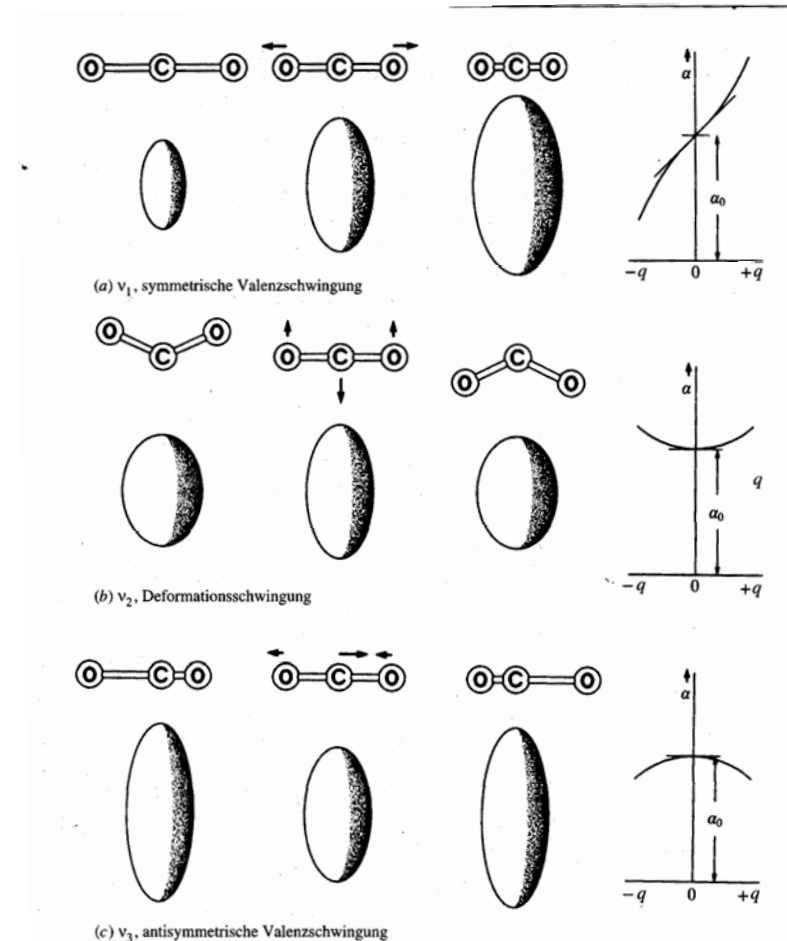 O C O
O C O
O C O
α
α₀
−q 0 +q
(a) ν₁, symmetrische Valenzschwingung
O C O
O C O
O C O
α
q
α₀
−q 0 +q
(b) ν₂, Deformationsschwingung
O C O
O C O
O C O
α
α₀
−q 0 +q
(c) ν₃, antisymmetrische Valenzschwingung